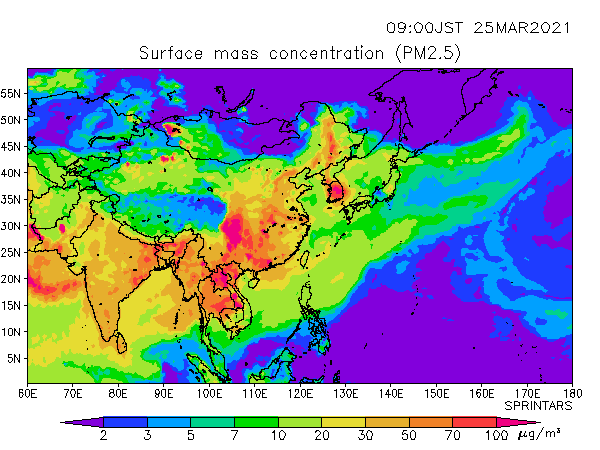 09:00JST 25MAR2021
Surface mass concentration (PM2.5)
55N
50N
45N
40N
35N
30N
25N
20N
15N
10N
5N
60E 70E 80E 90E 100E 110E 120E 130E 140E 150E 160E 170E 180
SPRINTARS
2 3 5 7 10 20 30 50 70 100 μg/m³